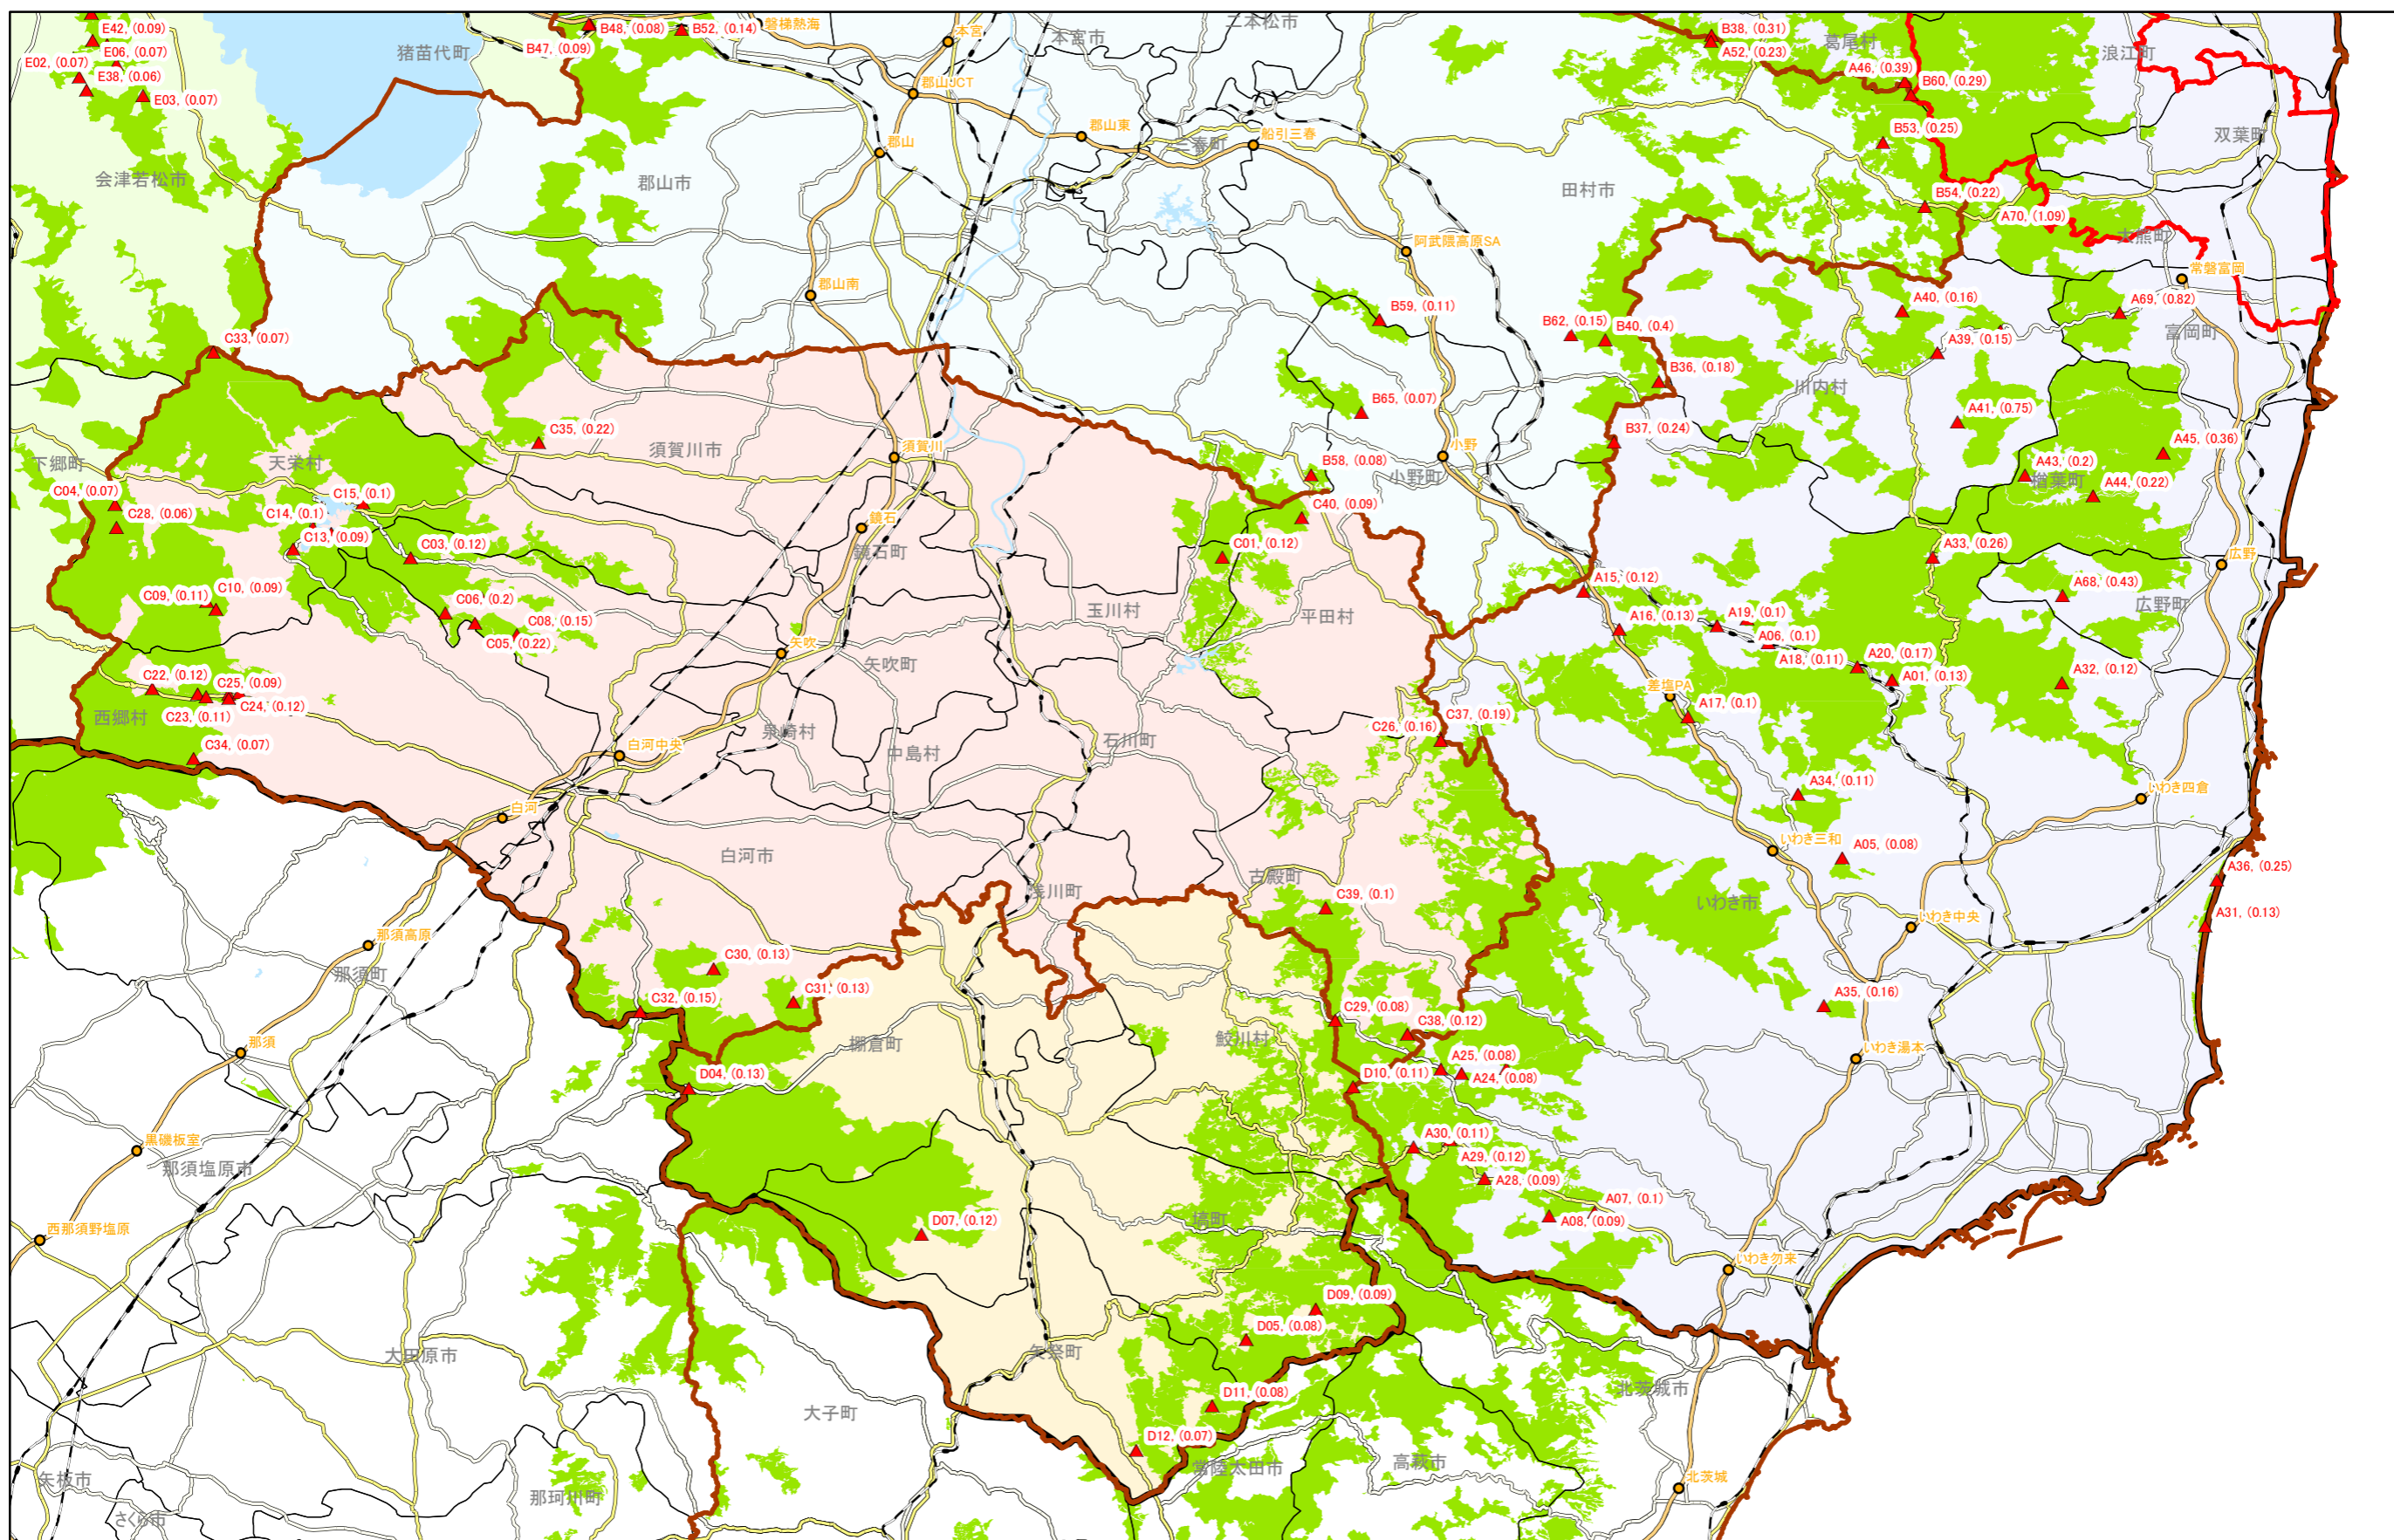 E42, (0.09)
E06, (0.07)
E02, (0.07)
E38, (0.06)
E03, (0.07)
猪苗代町
B47, (0.09)
B48, (0.08)
B52, (0.14)
磐梯熱海
本宮
本宮市
二本松市
B38, (0.31)
A52, (0.23)
葛尾村
A46, (0.39)
B60, (0.29)
浪江町
郡山JCT
郡山東
郡山
三春町
船引三春
B53, (0.25)
双葉町
会津若松市
郡山市
田村市
B54, (0.22)
A70, (1.09)
大熊町
阿武隈高原SA
常磐富岡
郡山南
B59, (0.11)
A40, (0.16)
A69, (0.82)
富岡町
C33, (0.07)
B62, (0.15)
B40, (0.4)
A39, (0.15)
B36, (0.18)
川内村
B65, (0.07)
A41, (0.75)
C35, (0.22)
須賀川市
須賀川
B37, (0.24)
小野
小野町
A45, (0.36)
下郷町
天栄村
B58, (0.08)
A43, (0.2)
楢葉町
A44, (0.22)
C04, (0.07)
C15, (0.1)
C28, (0.06)
C14, (0.1)
C13, (0.09)
C40, (0.09)
鏡石
鏡石町
C03, (0.12)
C01, (0.12)
A33, (0.26)
広野
A15, (0.12)
A68, (0.43)
広野町
C09, (0.11)
C10, (0.09)
C06, (0.2)
C08, (0.15)
C05, (0.22)
玉川村
平田村
A16, (0.13)
A19, (0.1)
A06, (0.1)
A18, (0.11)
A20, (0.17)
A01, (0.13)
A32, (0.12)
矢吹
矢吹町
C22, (0.12)
C25, (0.09)
C23, (0.11)
C24, (0.12)
西郷村
差塩PA
A17, (0.1)
C26, (0.16)
C37, (0.19)
泉崎村
中島村
石川町
C34, (0.07)
白河中央
A34, (0.11)
いわき四倉
白河
白河市
いわき三和
A05, (0.08)
古殿町
浅川町
C39, (0.1)
いわき市
いわき中央
A36, (0.25)
A31, (0.13)
那須高原
那須町
C30, (0.13)
C31, (0.13)
C32, (0.15)
A35, (0.16)
C29, (0.08)
C38, (0.12)
棚倉町
鮫川村
那須
いわき湯本
D04, (0.13)
D10, (0.11)
A25, (0.08)
A24, (0.08)
黒磯板室
那須塩原市
A30, (0.11)
A29, (0.12)
A28, (0.09)
A07, (0.1)
A08, (0.09)
西那須野塩原
D07, (0.12)
塙町
いわき勿来
D09, (0.09)
D05, (0.08)
大田原市
矢祭町
D11, (0.08)
北茨城市
大子町
D12, (0.07)
常陸太田市
高萩市
北茨城
矢板市
那珂川町
さくら市